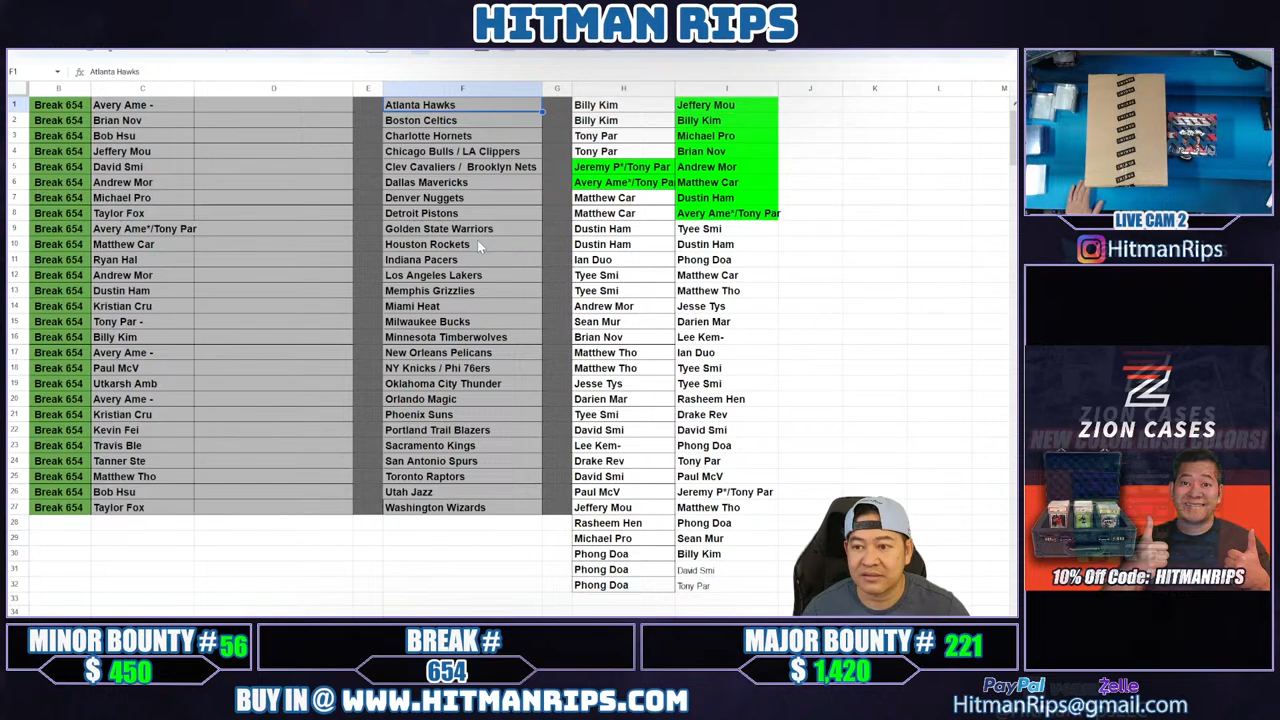 HITMAN RIPS
F1 fx Atlanta Hawks
B C D E F G H I J K L M
1 Break 654 Avery Ame - Atlanta Hawks Billy Kim Jeffery Mou
2 Break 654 Brian Nov Boston Celtics Billy Kim Billy Kim
3 Break 654 Bob Hsu Charlotte Hornets Tony Par Michael Pro
4 Break 654 Jeffery Mou Chicago Bulls / LA Clippers Tony Par Brian Nov
5 Break 654 David Smi Clev Cavaliers / Brooklyn Nets Jeremy P*/Tony Par Andrew Mor
6 Break 654 Andrew Mor Dallas Mavericks Avery Ame*/Tony Pa Matthew Car
7 Break 654 Michael Pro Denver Nuggets Matthew Car Dustin Ham
8 Break 654 Taylor Fox Detroit Pistons Matthew Car Avery Ame*/Tony Par
9 Break 654 Avery Ame*/Tony Par Golden State Warriors Dustin Ham Tyee Smi
10 Break 654 Matthew Car Houston Rockets Dustin Ham Dustin Ham
11 Break 654 Ryan Hal Indiana Pacers Ian Duo Phong Doa
12 Break 654 Andrew Mor Los Angeles Lakers Tyee Smi Matthew Car
13 Break 654 Dustin Ham Memphis Grizzlies Tyee Smi Matthew Tho
14 Break 654 Kristian Cru Miami Heat Andrew Mor Jesse Tys
15 Break 654 Tony Par - Milwaukee Bucks Sean Mur Darien Mar
16 Break 654 Billy Kim Minnesota Timberwolves Brian Nov Lee Kem-
17 Break 654 Avery Ame - New Orleans Pelicans Matthew Tho Ian Duo
18 Break 654 Paul McV NY Knicks / Phi 76ers Matthew Tho Tyee Smi
19 Break 654 Utkarsh Amb Oklahoma City Thunder Jesse Tys Tyee Smi
20 Break 654 Avery Ame - Orlando Magic Darien Mar Rasheem Hen
21 Break 654 Kristian Cru Phoenix Suns Tyee Smi Drake Rev
22 Break 654 Kevin Fei Portland Trail Blazers David Smi David Smi
23 Break 654 Travis Ble Sacramento Kings Lee Kem- Phong Doa
24 Break 654 Tanner Ste San Antonio Spurs Drake Rev Tony Par
25 Break 654 Matthew Tho Toronto Raptors David Smi Paul McV
26 Break 654 Bob Hsu Utah Jazz Paul McV Jeremy P*/Tony Par
27 Break 654 Taylor Fox Washington Wizards Jeffery Mou Matthew Tho
28 Rasheem Hen Phong Doa
29 Michael Pro Sean Mur
30 Phong Doa Billy Kim
31 Phong Doa David Smi
32 Phong Doa Tony Par
33
34
LIVE CAM 2
HitmanRips
ZION CASES
ZION CASES
10% Off Code: HITMANRIPS
MINOR BOUNTY # 56
$ 450
BREAK #
654
MAJOR BOUNTY # 221
$ 1,420
BUY IN @ WWW.HITMANRIPS.COM
PayPal Zelle
HitmanRips@gmail.com